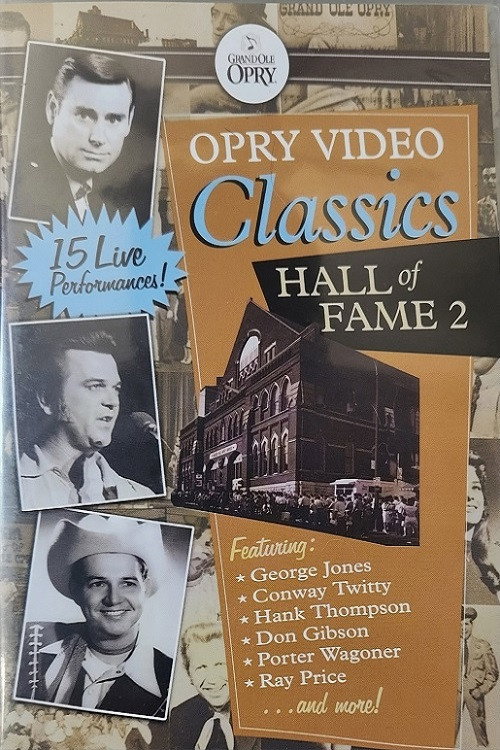 GRAND OLE OPRY
GRAND OLE
OPRY
OPRY VIDEO
Classics
HALL of
FAME 2
15 Live
Performances!
Featuring:
★ George Jones
★ Conway Twitty
★ Hank Thompson
★ Don Gibson
★ Porter Wagoner
★ Ray Price
. . . and more!